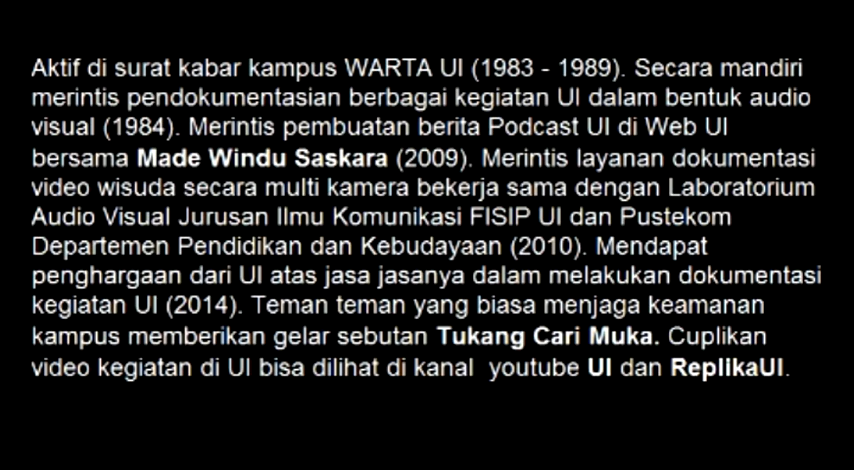 Aktif di surat kabar kampus WARTA UI (1983 - 1989). Secara mandiri
merintis pendokumentasian berbagai kegiatan UI dalam bentuk audio
visual (1984). Merintis pembuatan berita Podcast UI di Web UI
bersama Made Windu Saskara (2009). Merintis layanan dokumentasi
video wisuda secara multi kamera bekerja sama dengan Laboratorium
Audio Visual Jurusan Ilmu Komunikasi FISIP UI dan Pustekom
Departemen Pendidikan dan Kebudayaan (2010). Mendapat
penghargaan dari UI atas jasa jasanya dalam melakukan dokumentasi
kegiatan UI (2014). Teman teman yang biasa menjaga keamanan
kampus memberikan gelar sebutan Tukang Cari Muka. Cuplikan
video kegiatan di UI bisa dilihat di kanal  youtube UI dan ReplikaUI.